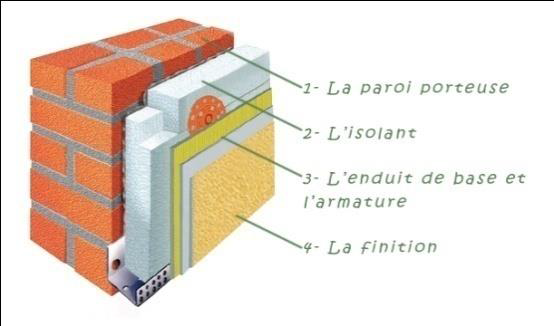 1- La paroi porteuse
2- L'isolant
3- L'enduit de base et
l'armature
4- La finition